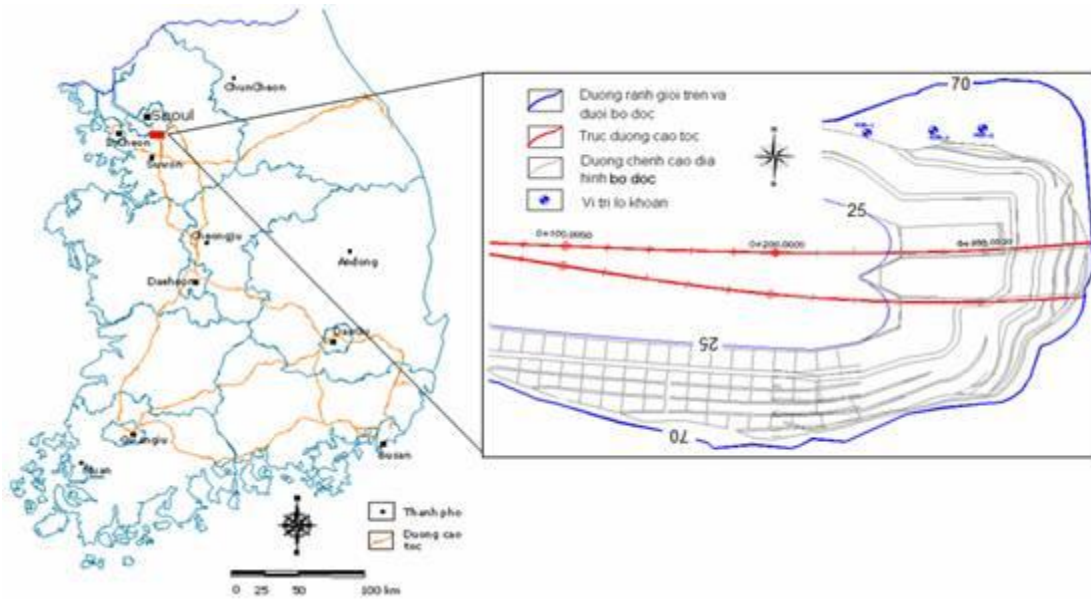 ChunCheon
Seoul
Suwon
Cheongju
Andong
Daejeon
Busan
Thanh pho
Duong cao
toc
0 25 50 100 km
Duong ranh gioi tren va
duoi bo doc
Truc duong cao toc
Duong chenh cao dia
hinh bo doc
Vi tri lo khoan
70
25
0+100.0000
0+200.0000
25
70